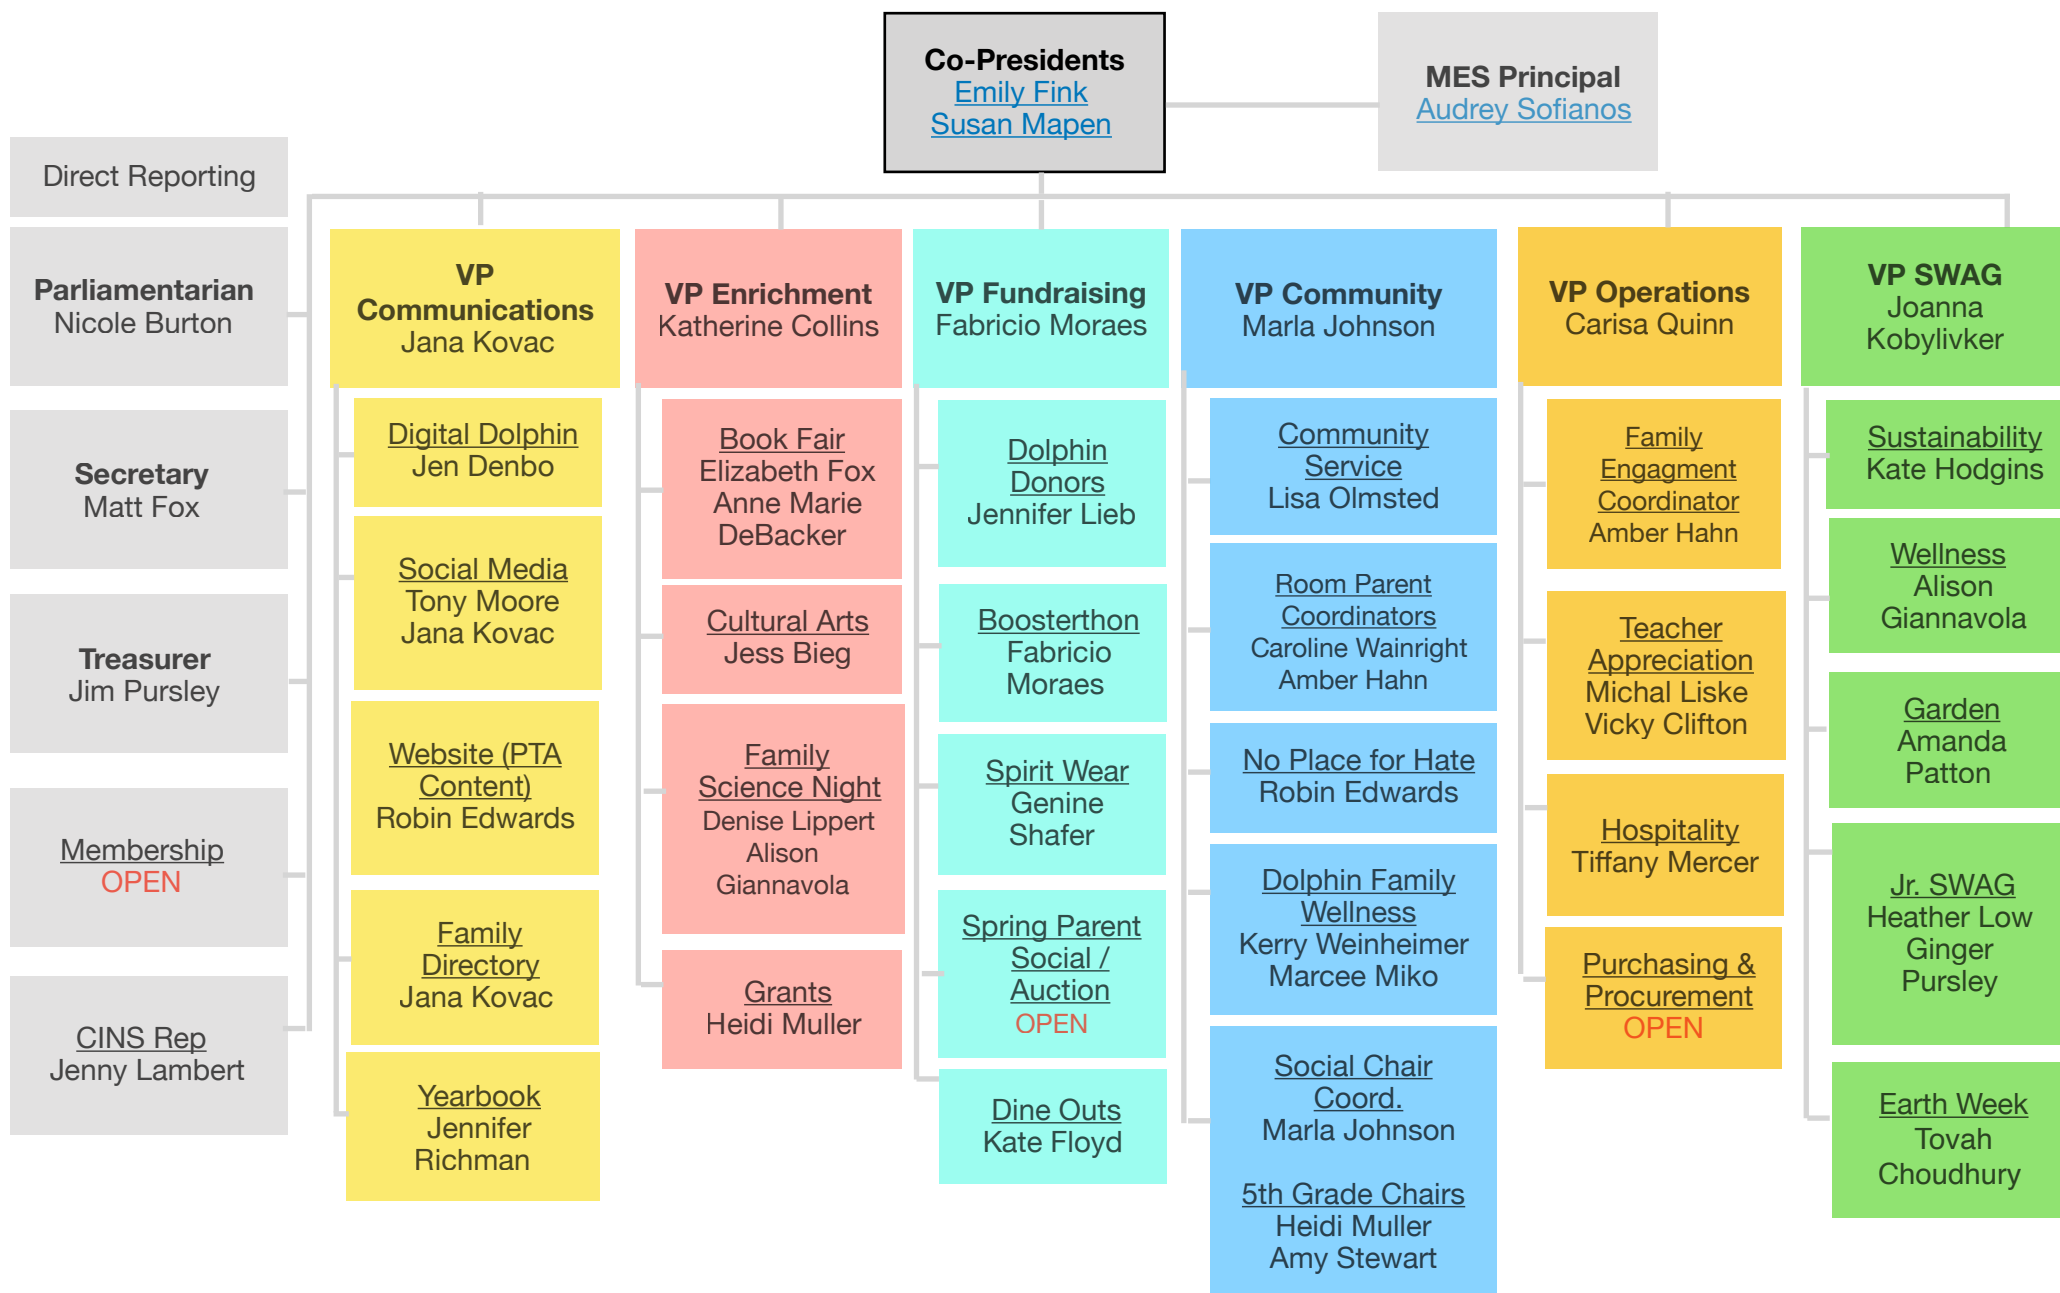 Co-Presidents
Emily Fink
Susan Mapen
MES Principal
Audrey Sofianos
Direct Reporting
Parliamentarian
Nicole Burton
Secretary
Matt Fox
Treasurer
Jim Pursley
Membership
OPEN
CINS Rep
Jenny Lambert
VP
Communications
Jana Kovac
Digital Dolphin
Jen Denbo
Social Media
Tony Moore
Jana Kovac
Website (PTA
Content)
Robin Edwards
Family
Directory
Jana Kovac
Yearbook
Jennifer
Richman
VP Enrichment
Katherine Collins
Book Fair
Elizabeth Fox
Anne Marie
DeBacker
Cultural Arts
Jess Bieg
Family
Science Night
Denise Lippert
Alison
Giannavola
Grants
Heidi Muller
VP Fundraising
Fabricio Moraes
Dolphin
Donors
Jennifer Lieb
Boosterthon
Fabricio
Moraes
Spirit Wear
Genine
Shafer
Spring Parent
Social /
Auction
OPEN
Dine Outs
Kate Floyd
VP Community
Marla Johnson
Community
Service
Lisa Olmsted
Room Parent
Coordinators
Caroline Wainright
Amber Hahn
No Place for Hate
Robin Edwards
Dolphin Family
Wellness
Kerry Weinheimer
Marcee Miko
Social Chair
Coord.
Marla Johnson
5th Grade Chairs
Heidi Muller
Amy Stewart
VP Operations
Carisa Quinn
Family
Engagment
Coordinator
Amber Hahn
Teacher
Appreciation
Michal Liske
Vicky Clifton
Hospitality
Tiffany Mercer
Purchasing &
Procurement
OPEN
VP SWAG
Joanna
Kobylivker
Sustainability
Kate Hodgins
Wellness
Alison
Giannavola
Garden
Amanda
Patton
Jr. SWAG
Heather Low
Ginger
Pursley
Earth Week
Tovah
Choudhury